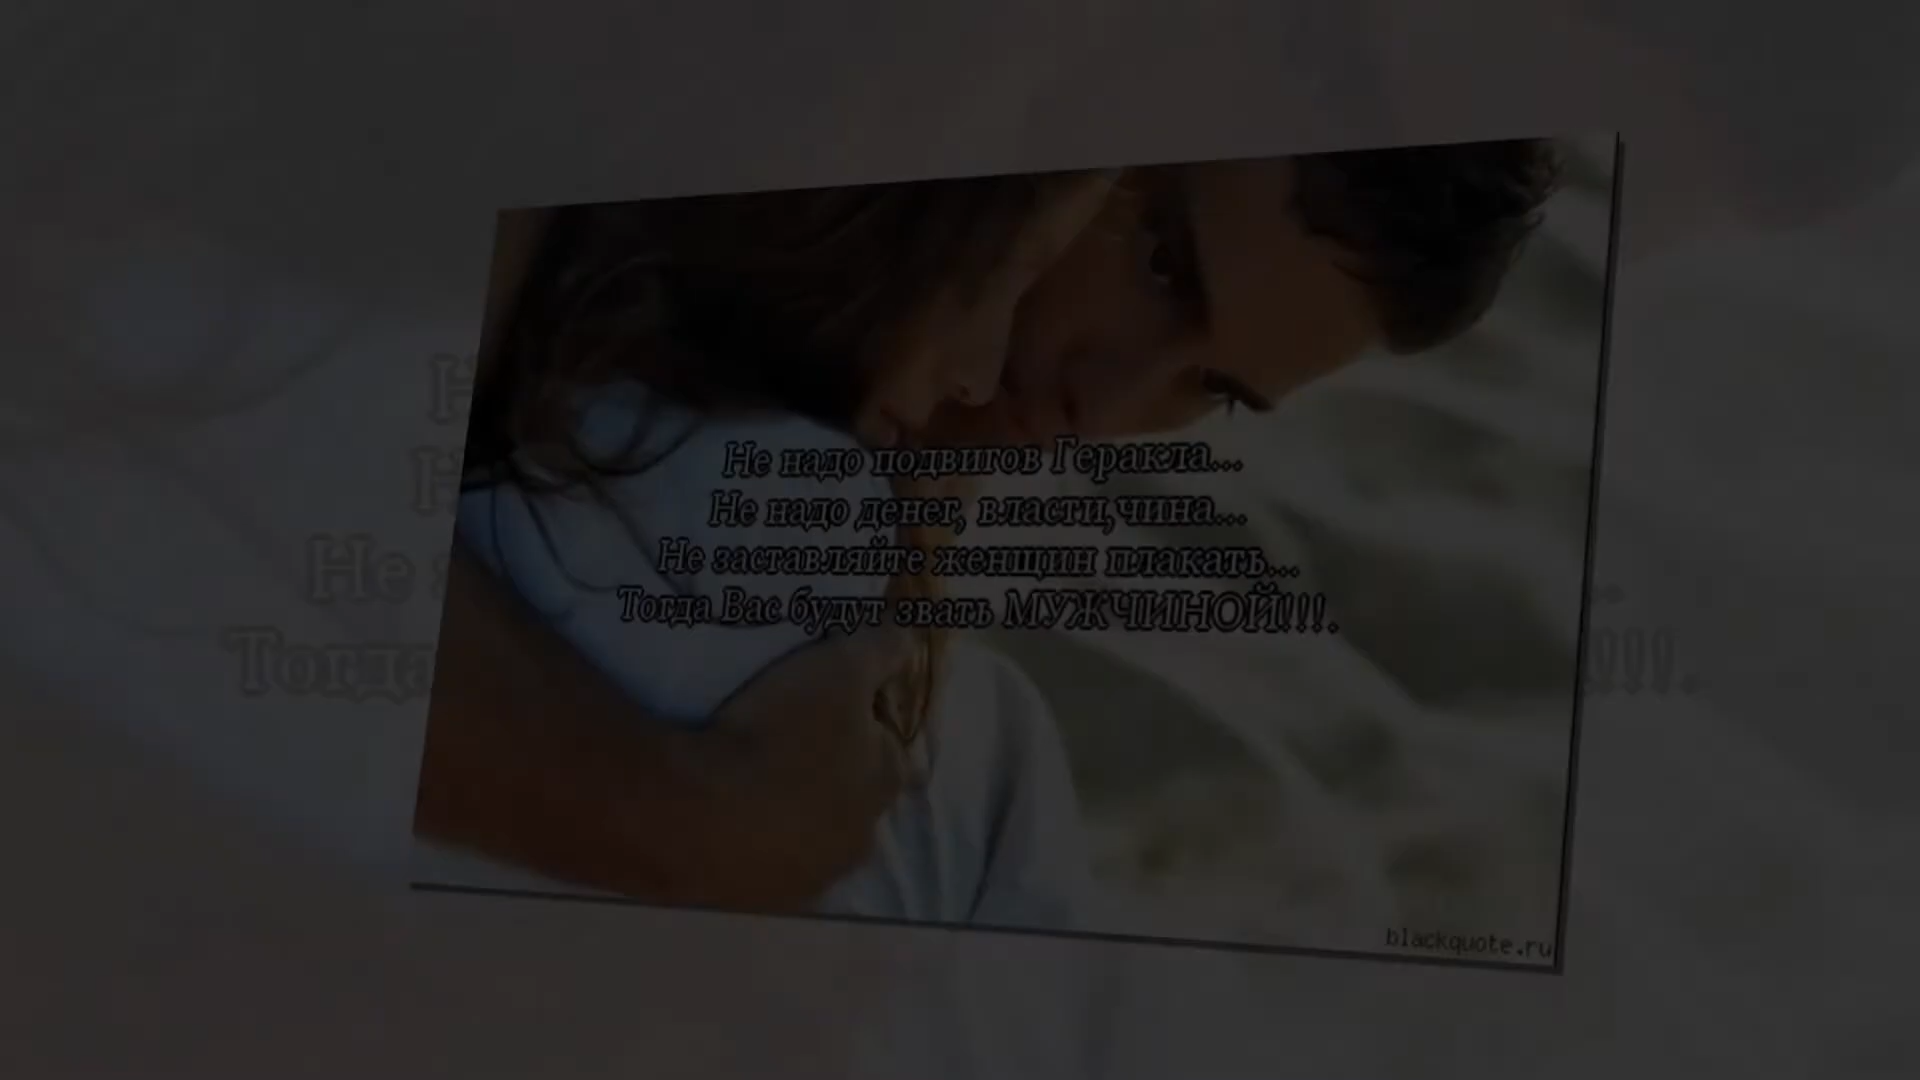 Не надо подвигов Геракла...
Не надо денег, власти,чина...
Не заставляйте женщин плакать...
Тогда Вас будут звать МУЖЧИНОЙ!!!.
blackquote.ru